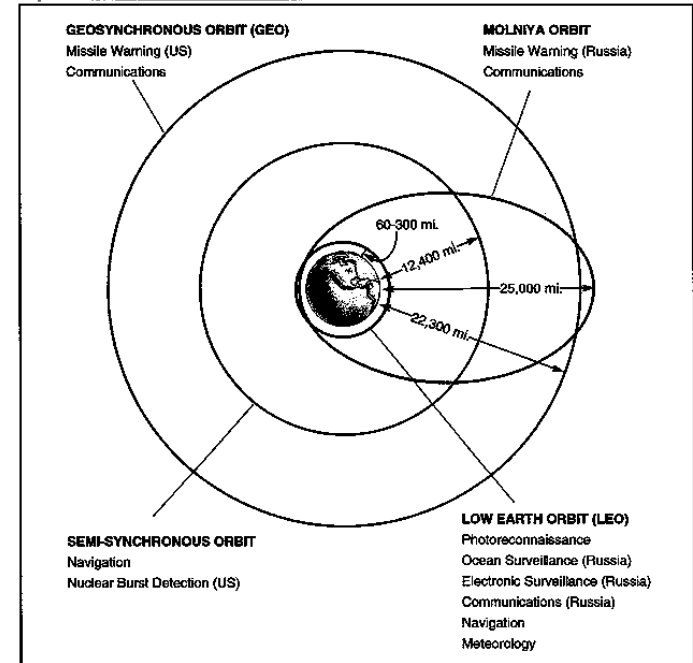 GEOSYNCHRONOUS ORBIT (GEO)
Missile Warning (US)
Communications
MOLNIYA ORBIT
Missile Warning (Russia)
Communications
60-300 mi.
12,400 mi.
25,000 mi.
22,300 mi.
SEMI-SYNCHRONOUS ORBIT
Navigation
Nuclear Burst Detection (US)
LOW EARTH ORBIT (LEO)
Photoreconnaissance
Ocean Surveillance (Russia)
Electronic Surveillance (Russia)
Communications (Russia)
Navigation
Meteorology